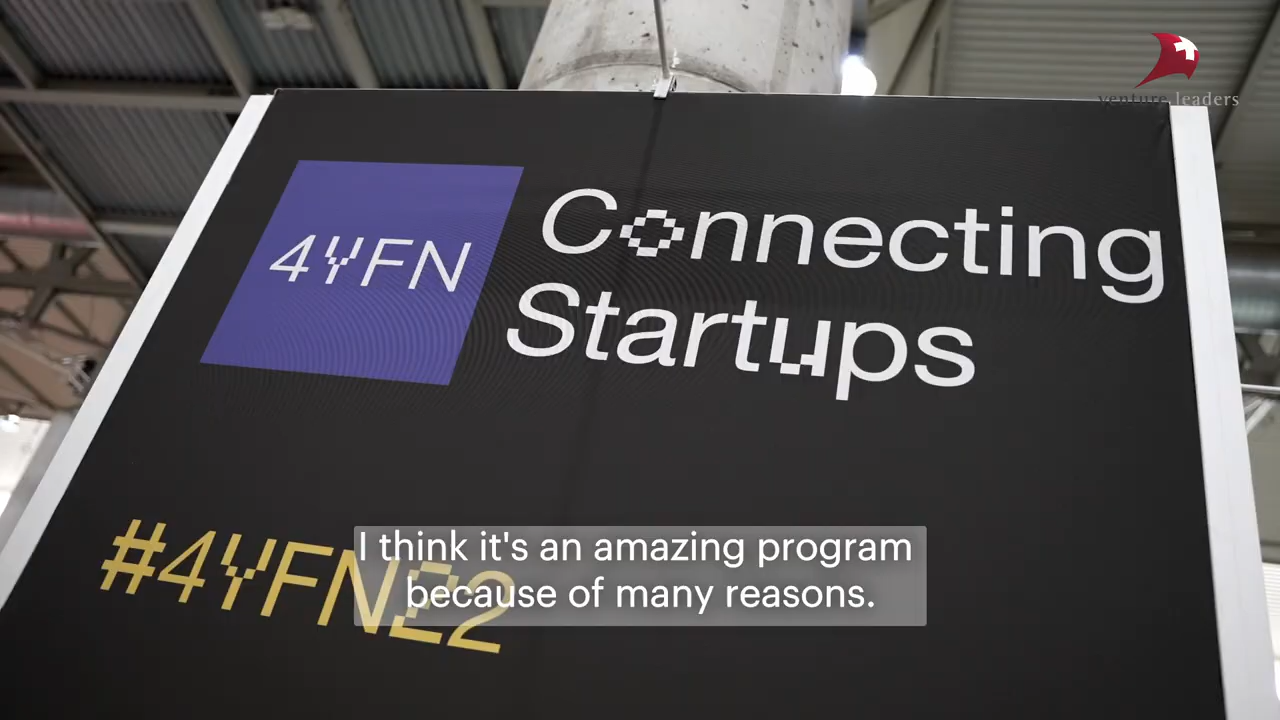 venture leaders
4YFN
Connecting
Startups
#4YFN22
I think it's an amazing program
because of many reasons.